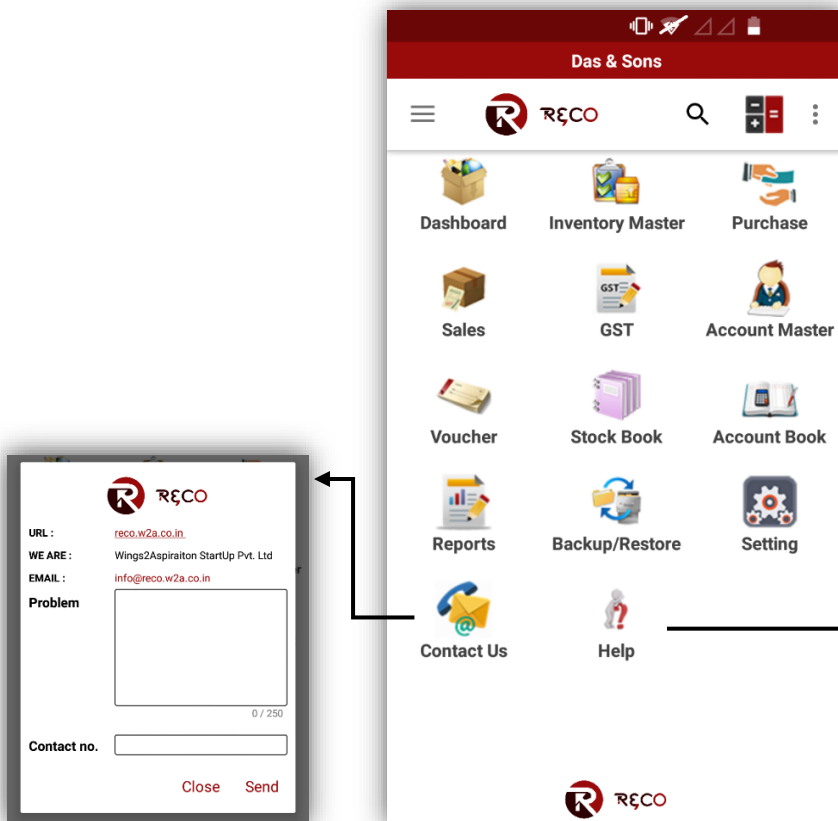 Das & Sons
RECO
Dashboard Inventory Master Purchase
GST
Sales GST Account Master
Voucher Stock Book Account Book
Reports Backup/Restore Setting
@
Contact Us Help
RECO
RECO
URL : reco.w2a.co.in
WE ARE : Wings2Aspiraiton StartUp Pvt. Ltd
EMAIL : info@reco.w2a.co.in
Problem
0 / 250
Contact no.
Close Send